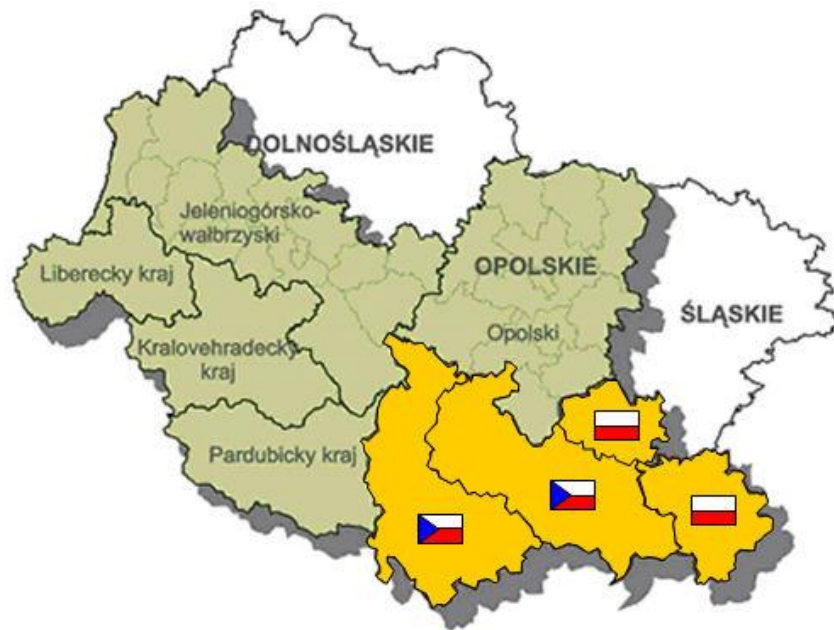 DOLNOŚLĄSKIE
Jeleniogórsko-
wałbrzyski
Liberecky kraj
OPOLSKIE
ŚLĄSKIE
Opolski
Kralovehradecky
kraj
Pardubicky kraj